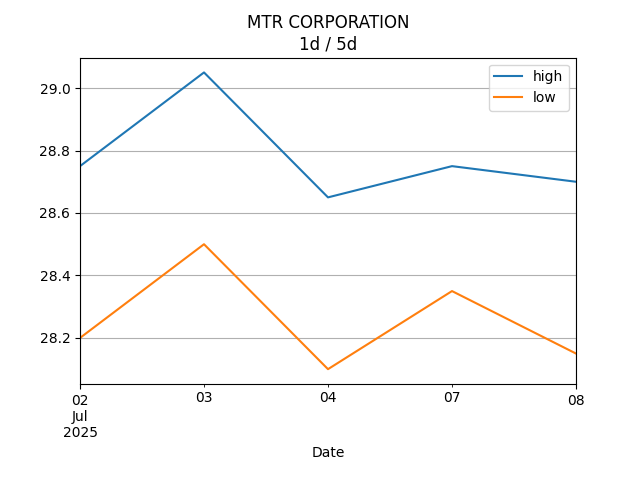 MTR CORPORATION
1d / 5d
high
low
29.0
28.8
28.6
28.4
28.2
02 03 04 07 08
Jul
2025
Date